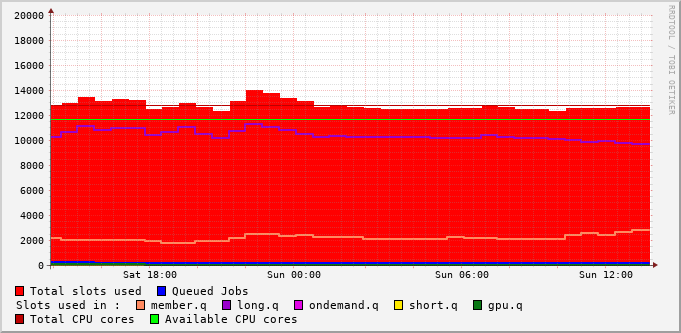 RRDTOOL / TOBI OETIKER
20000
18000
16000
14000
12000
10000
8000
6000
4000
2000
0
Sat 18:00 Sun 00:00 Sun 06:00 Sun 12:00
Total slots used Queued Jobs
Slots used in : member.q long.q ondemand.q short.q gpu.q
Total CPU cores Available CPU cores